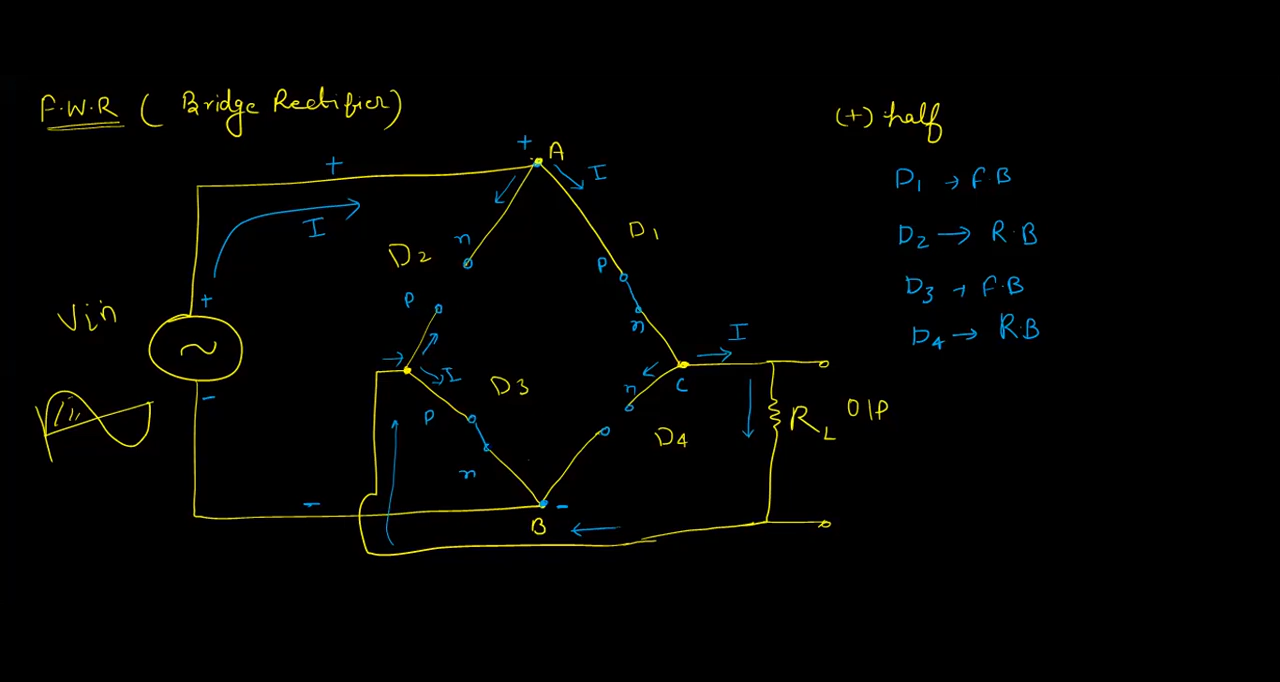 F.W.R ( Bridge Rectifier)
(+) half
D1 → F.B
D2 → R.B
D3 → F.B
D4 → R.B
+
A
+
I
I
n
D2
D1
P
P
n
Vin
+
-
I
I
D3
P
n
n
C
D4
RL
O/P
-
B
-